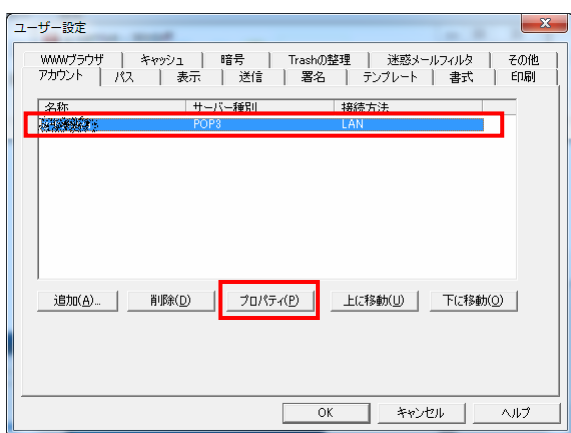 ユーザー設定
WWWブラウザ キャッシュ 暗号 Trashの整理 迷惑メールフィルタ その他
アカウント パス 表示 送信 署名 テンプレート 書式 印刷
名称 サーバー種別 接続方法
POP3 LAN
追加(A)... 削除(D) プロパティ(P) 上に移動(U) 下に移動(O)
OK キャンセル ヘルプ